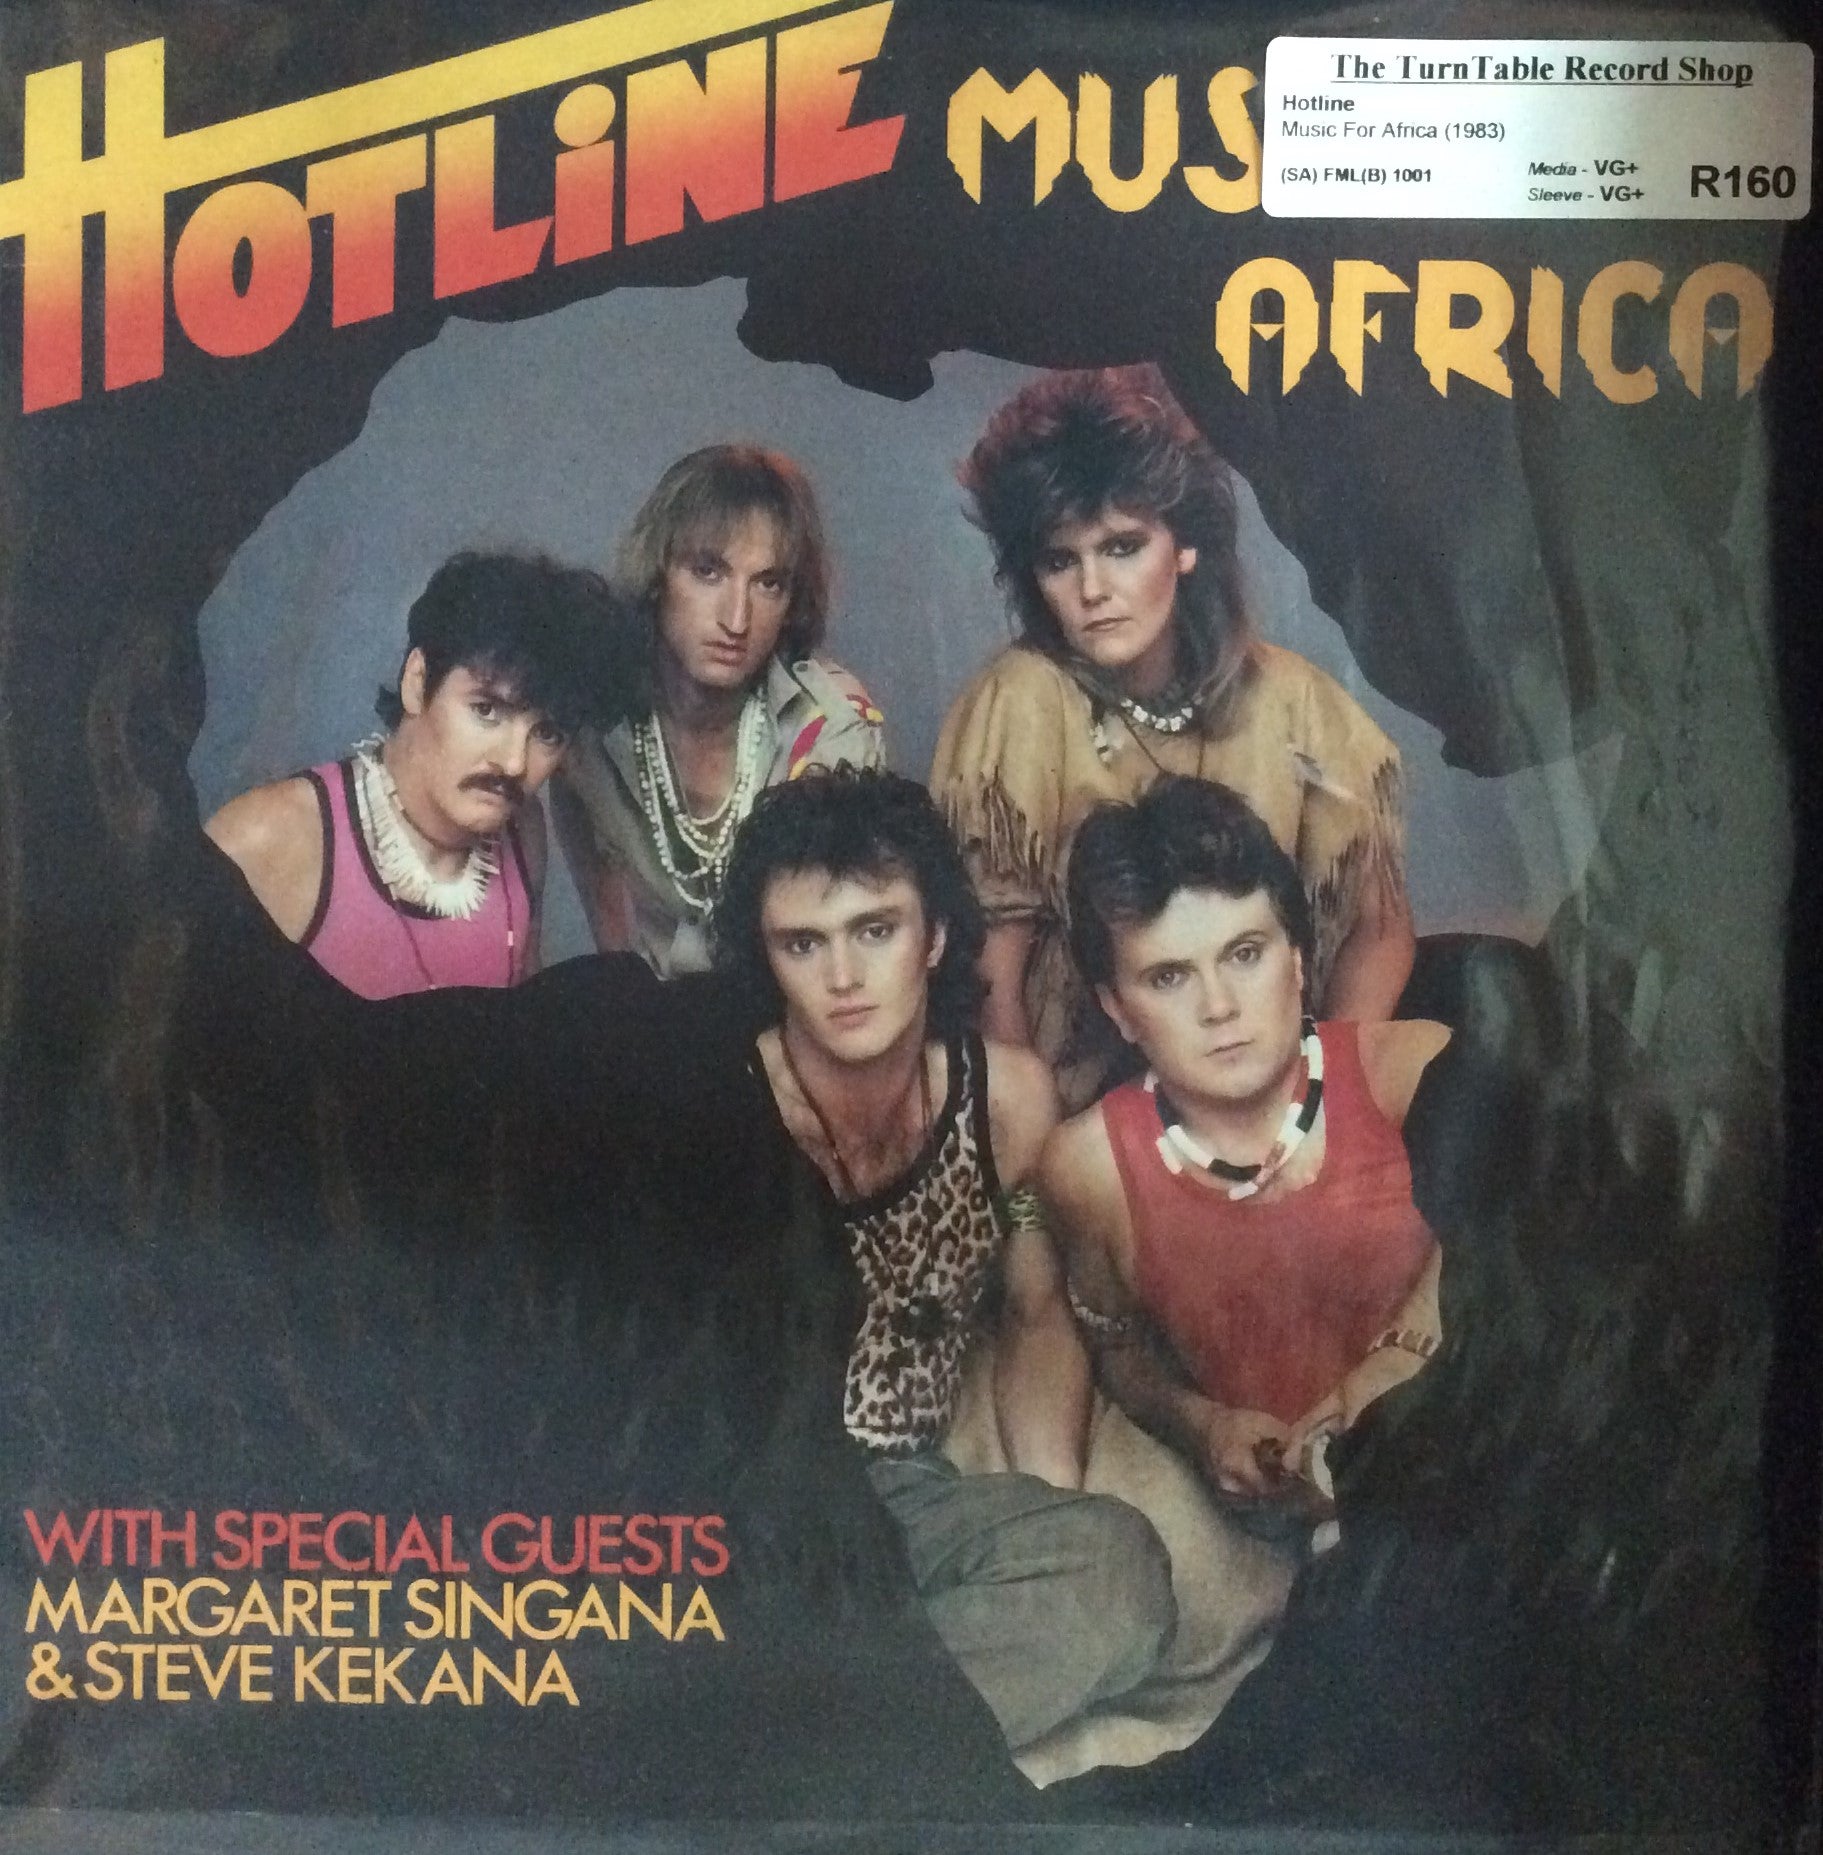 HOTLiNE
MUS
AFRICA
The TurnTable Record Shop
Hotline
Music For Africa (1983)
(SA) FML(B) 1001
Media - VG+
Sleeve - VG+
R160
WITH SPECIAL GUESTS
MARGARET SINGANA
& STEVE KEKANA